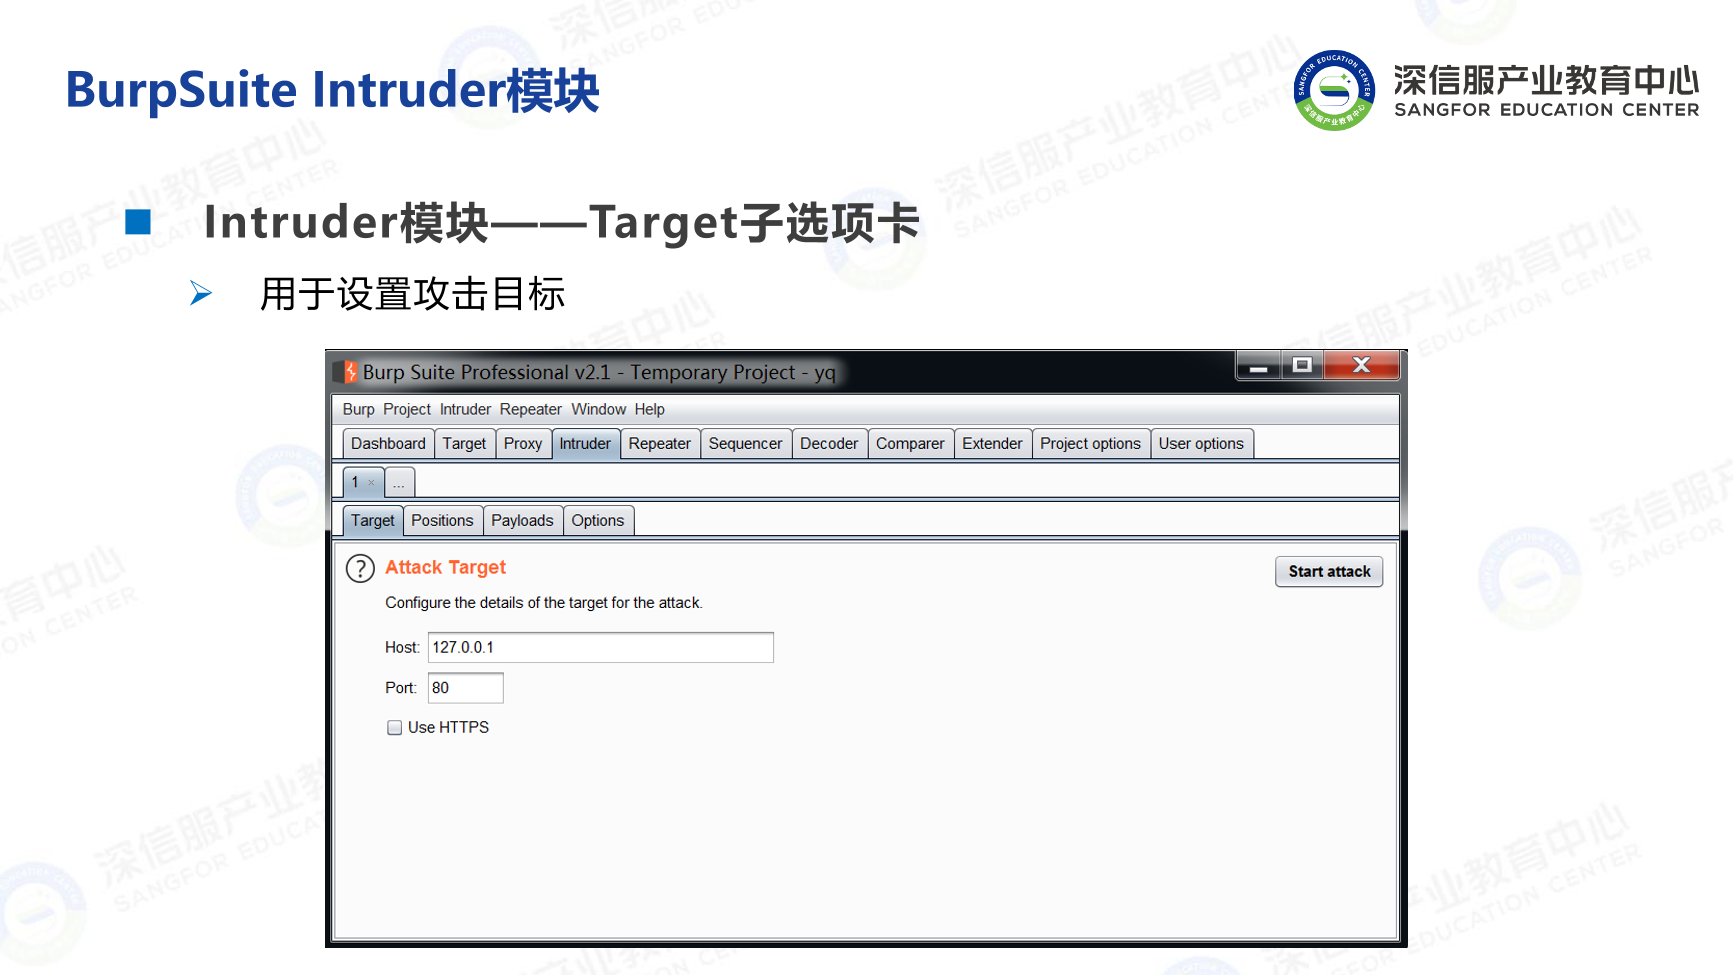 BurpSuite Intruder模块
深信服产业教育中心
SANGFOR EDUCATION CENTER
Intruder模块——Target子选项卡
用于设置攻击目标
Burp Suite Professional v2.1 - Temporary Project - yq
Burp Project Intruder Repeater Window Help
Dashboard Target Proxy Intruder Repeater Sequencer Decoder Comparer Extender Project options User options
1 × ...
Target Positions Payloads Options
? Attack Target
Start attack
Configure the details of the target for the attack.
Host: 127.0.0.1
Port: 80
Use HTTPS